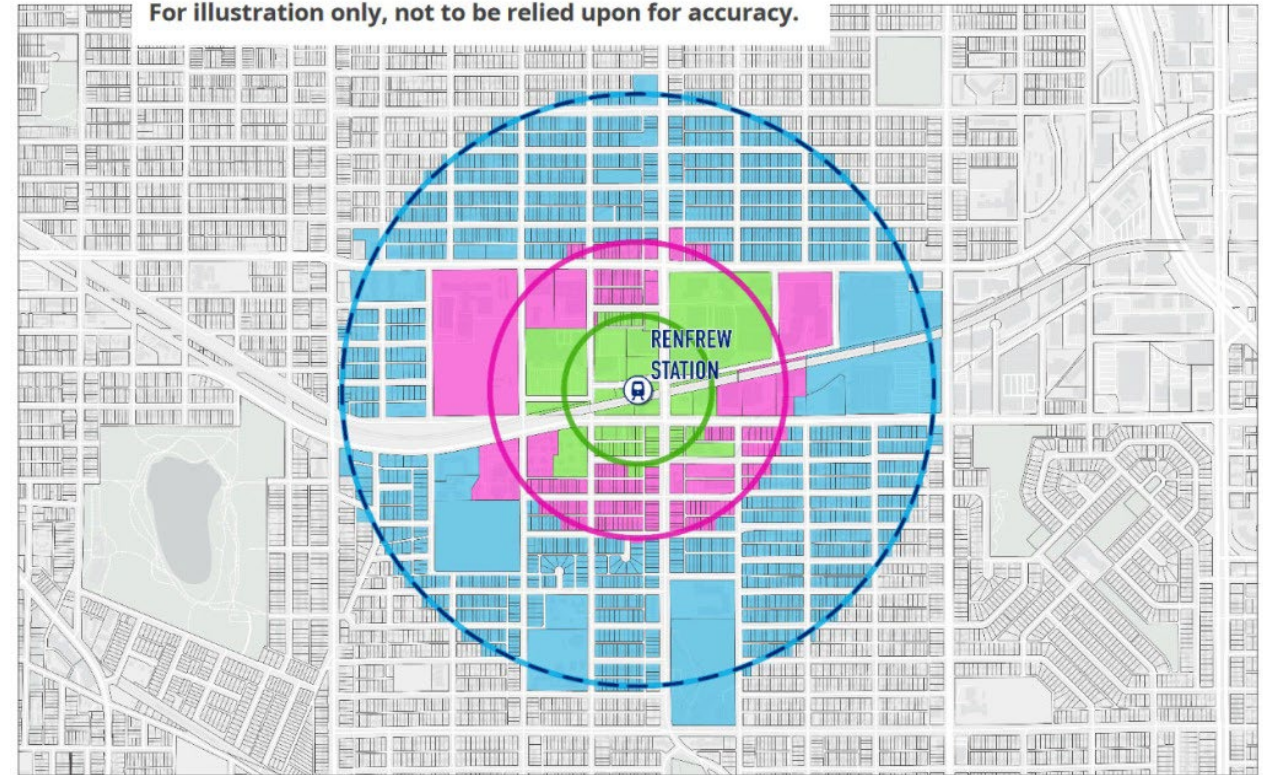 For illustration only, not to be relied upon for accuracy.
RENFREW
STATION